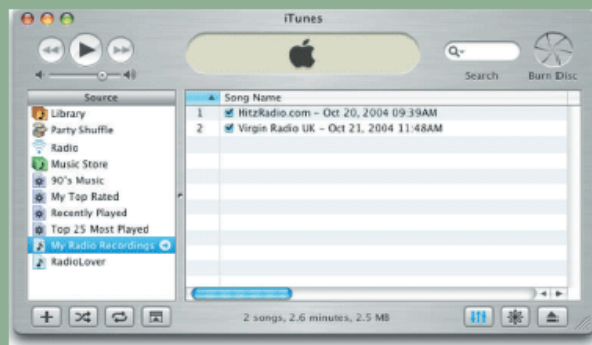 iTunes
Search
Burn Disc
Source
Song Name
Library
Party Shuffle
Radio
Music Store
90's Music
My Top Rated
Recently Played
Top 25 Most Played
My Radio Recordings
RadioLover
1 HitzRadio.com – Oct 20, 2004 09:39AM
2 Virgin Radio UK – Oct 21, 2004 11:48AM
2 songs, 2.6 minutes, 2.5 MB